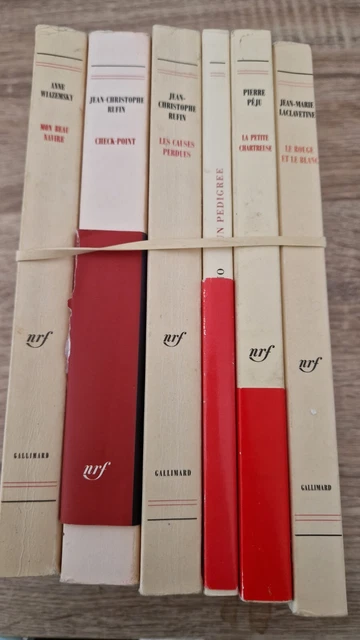 ANNE
WIAZEMSKY
MON BEAU
NAVIRE
nrf
GALLIMARD
JEAN-CHRISTOPHE
RUFIN
CHECK-POINT
nrf
JEAN-
CHRISTOPHE
RUFIN
LES CAUSES
PERDUES
nrf
GALLIMARD
UN PEDIGREE
PIERRE
PÉJU
LA PETITE
CHARTREUSE
nrf
JEAN-MARIE
LACLAVETINE
LE ROUGE
ET LE BLANC
nrf
GALLIMARD